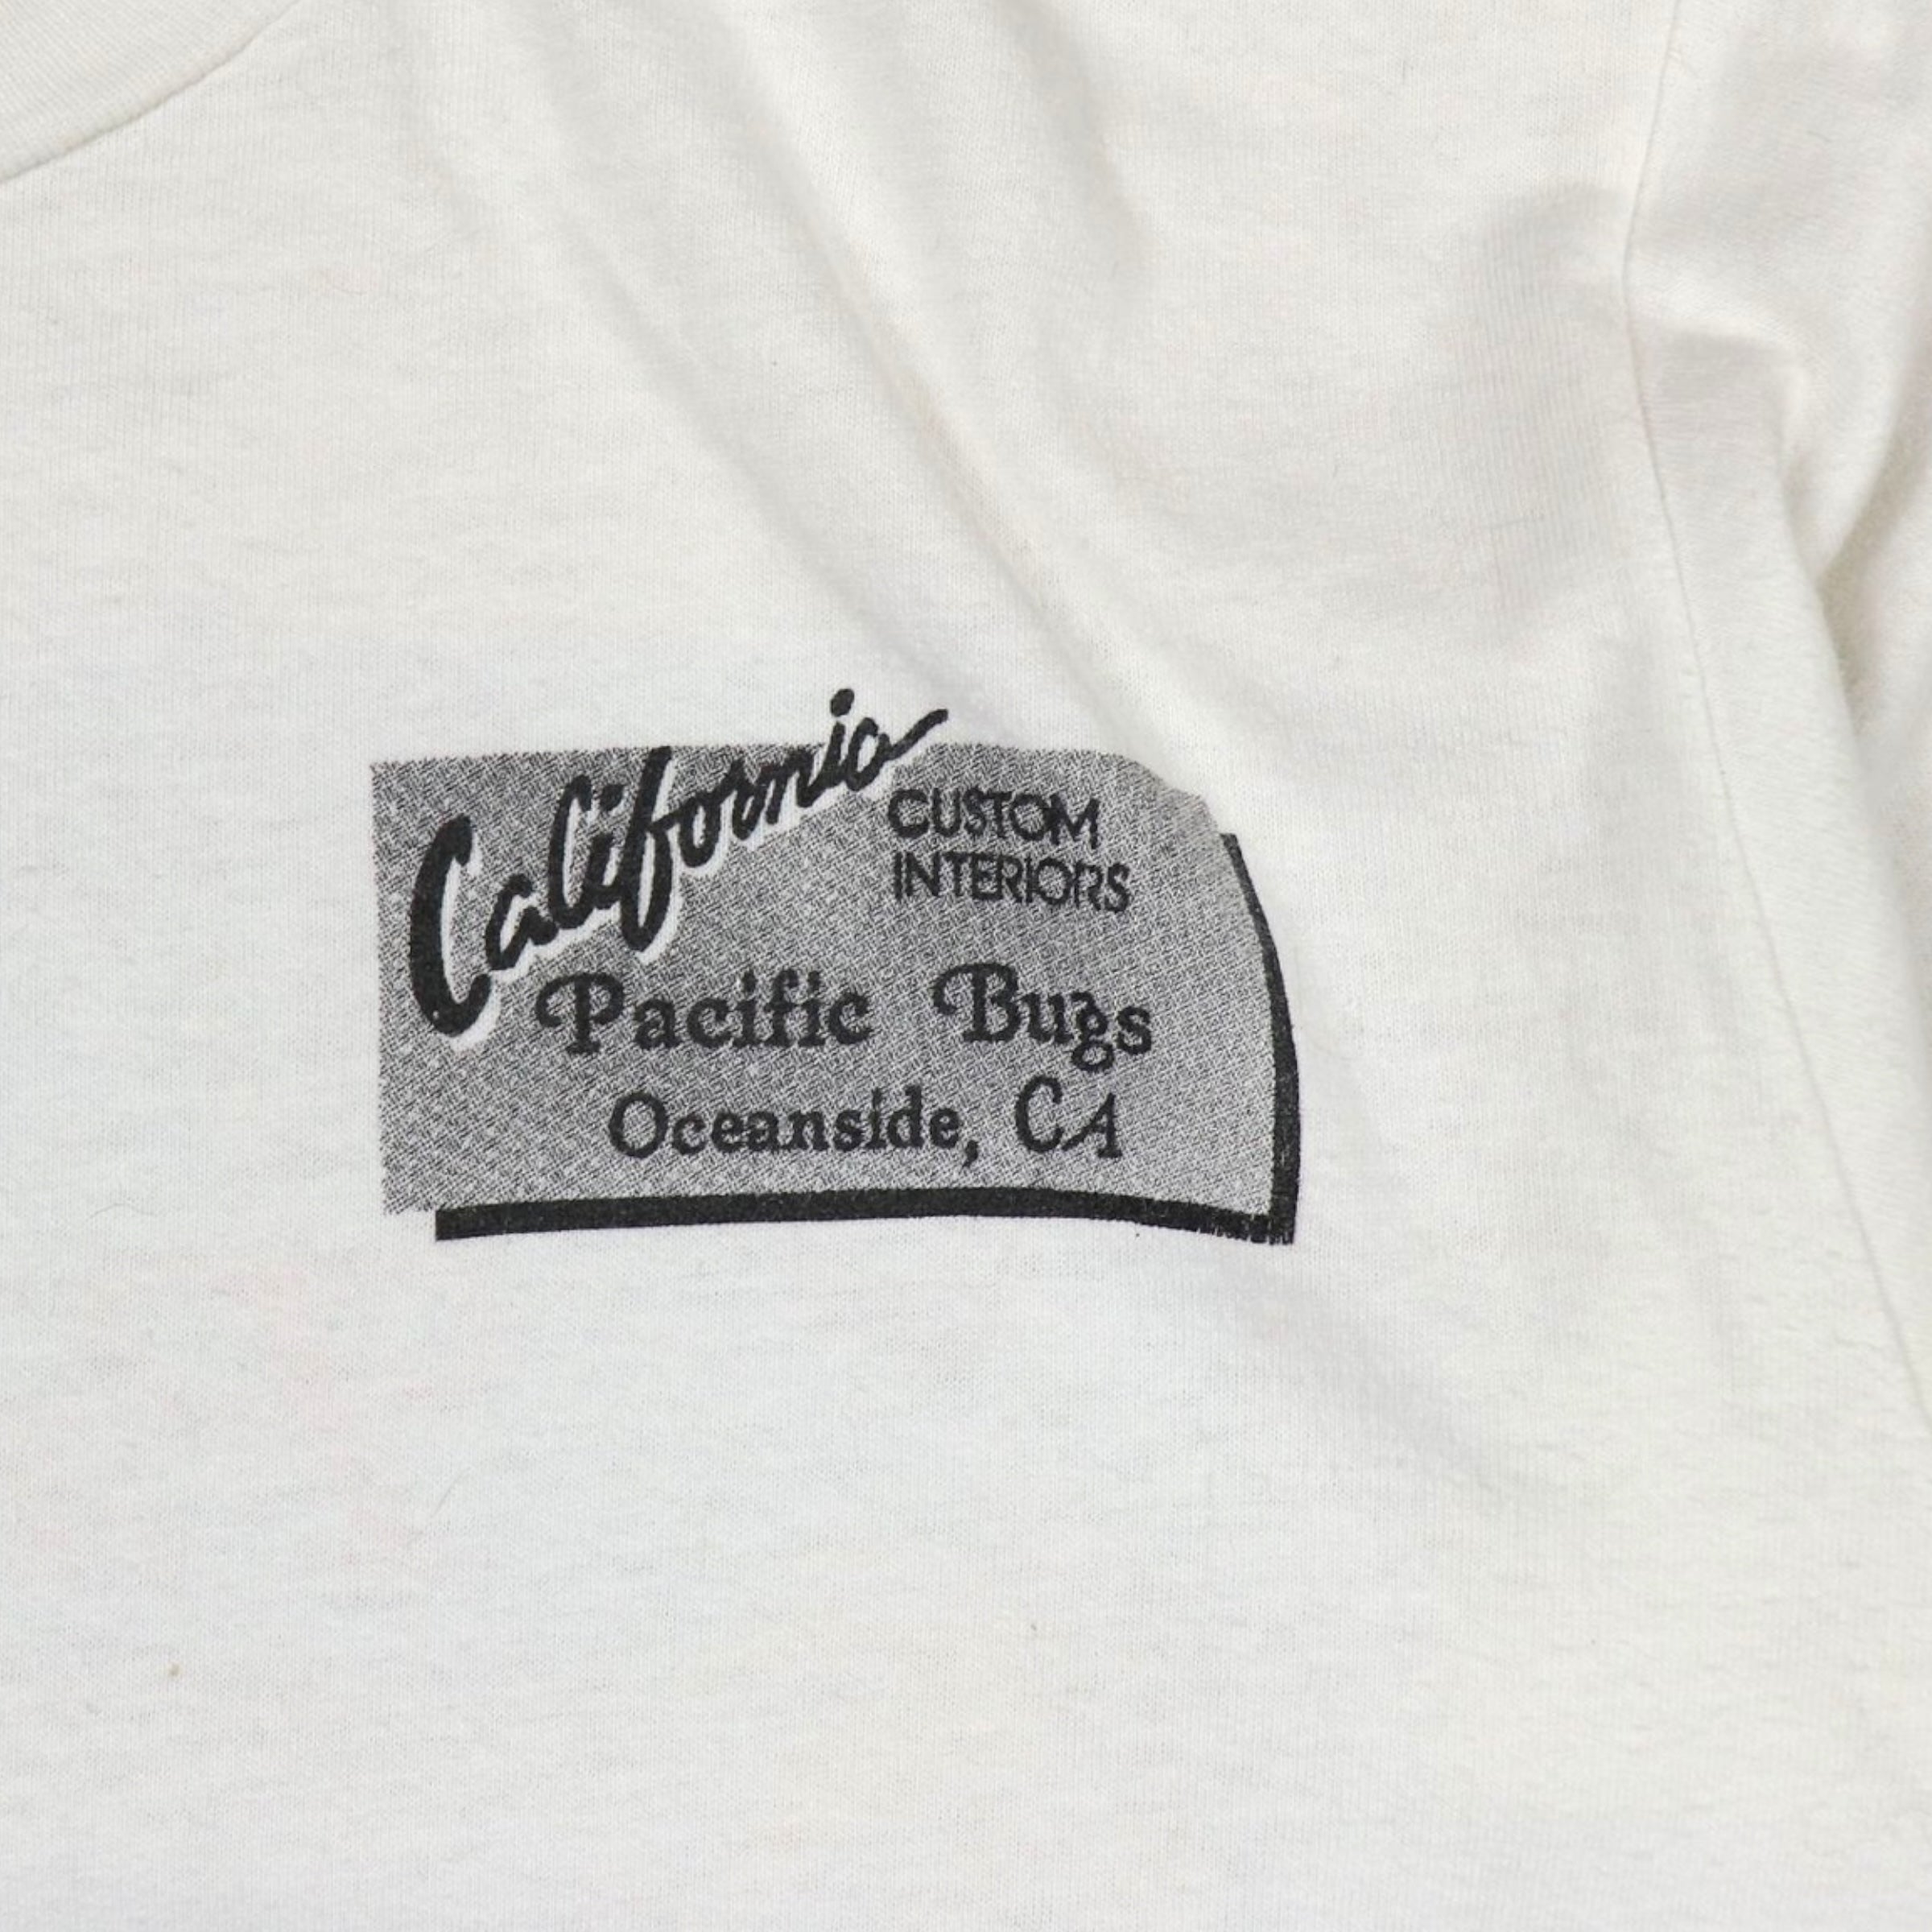 California
CUSTOM
INTERIORS
Pacific Bugs
Oceanside, CA